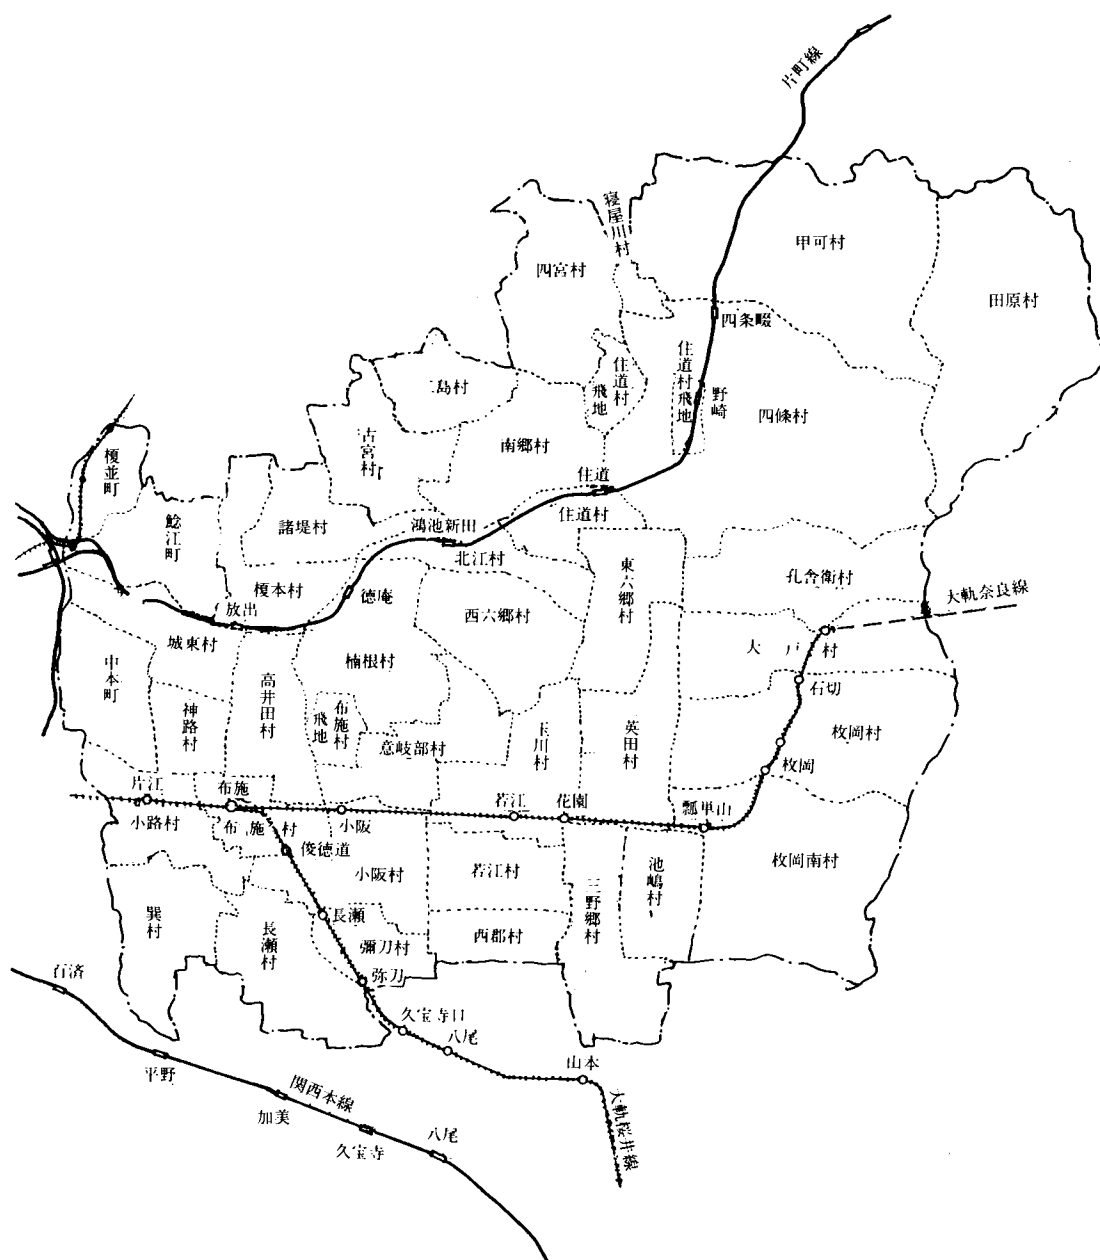 片町線
寝屋川村
甲可村
四宮村
田原村
四条畷
二島村
住道村
飛地
住道村飛地
野崎
四條村
古宮村
南郷村
榎並町
住道
鯰江町
諸堤村
鴻池新田
住道村
北江村
東六郷村
孔舎衛村
榎本村
徳庵
大軌奈良線
放出
西六郷村
城東村
大戸村
中本町
楠根村
高井田村
石切
神路村
布施村
飛地
玉川村
英田村
枚岡村
意岐部村
枚岡
片江
布施
若江
花園
瓢箪山
小路村
布施村
小阪
俊徳道
小阪村
若江村
池嶋村
枚岡南村
三野郷村
巽村
長瀬
長瀬村
彌刀村
西郡村
弥刀
久宝寺口
八尾
山本
平野
関西本線
加美
大軌桜井線
八尾
久宝寺